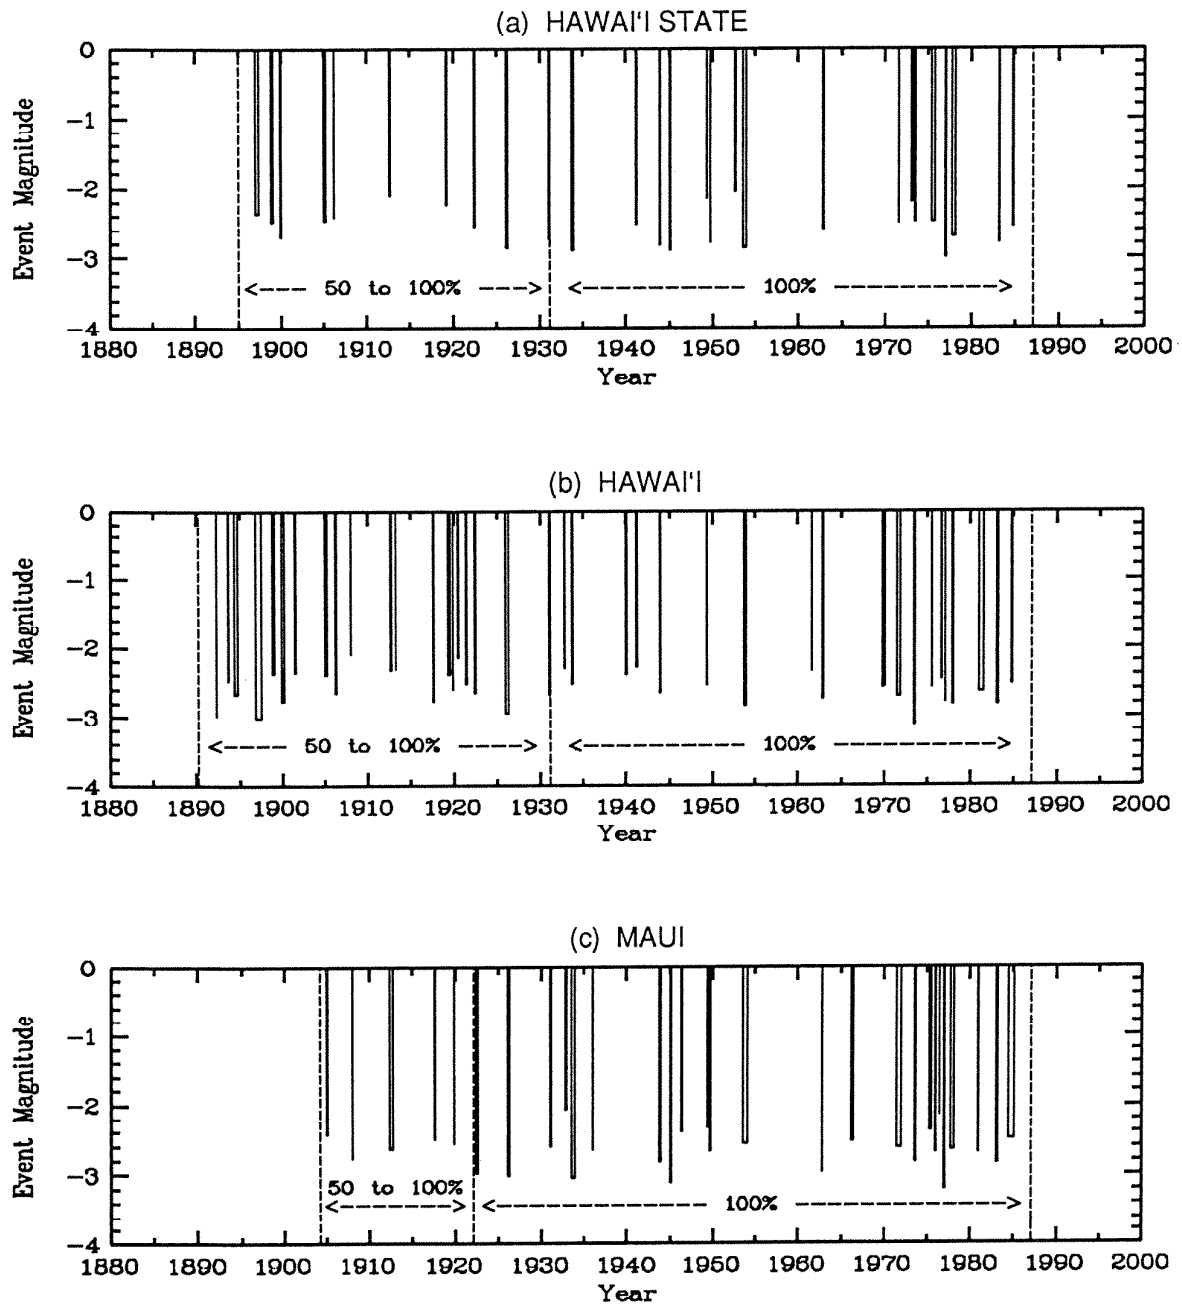 (a) HAWAI'I STATE
0
-1
-2
-3
-4
Event Magnitude
<---- 50 to 100% ---->
<---- 100% ---->
1880 1890 1900 1910 1920 1930 1940 1950 1960 1970 1980 1990 2000
Year
(b) HAWAI'I
0
-1
-2
-3
-4
Event Magnitude
<---- 50 to 100% ---->
<---- 100% ---->
1880 1890 1900 1910 1920 1930 1940 1950 1960 1970 1980 1990 2000
Year
(c) MAUI
0
-1
-2
-3
-4
Event Magnitude
50 to 100%
100%
1880 1890 1900 1910 1920 1930 1940 1950 1960 1970 1980 1990 2000
Year